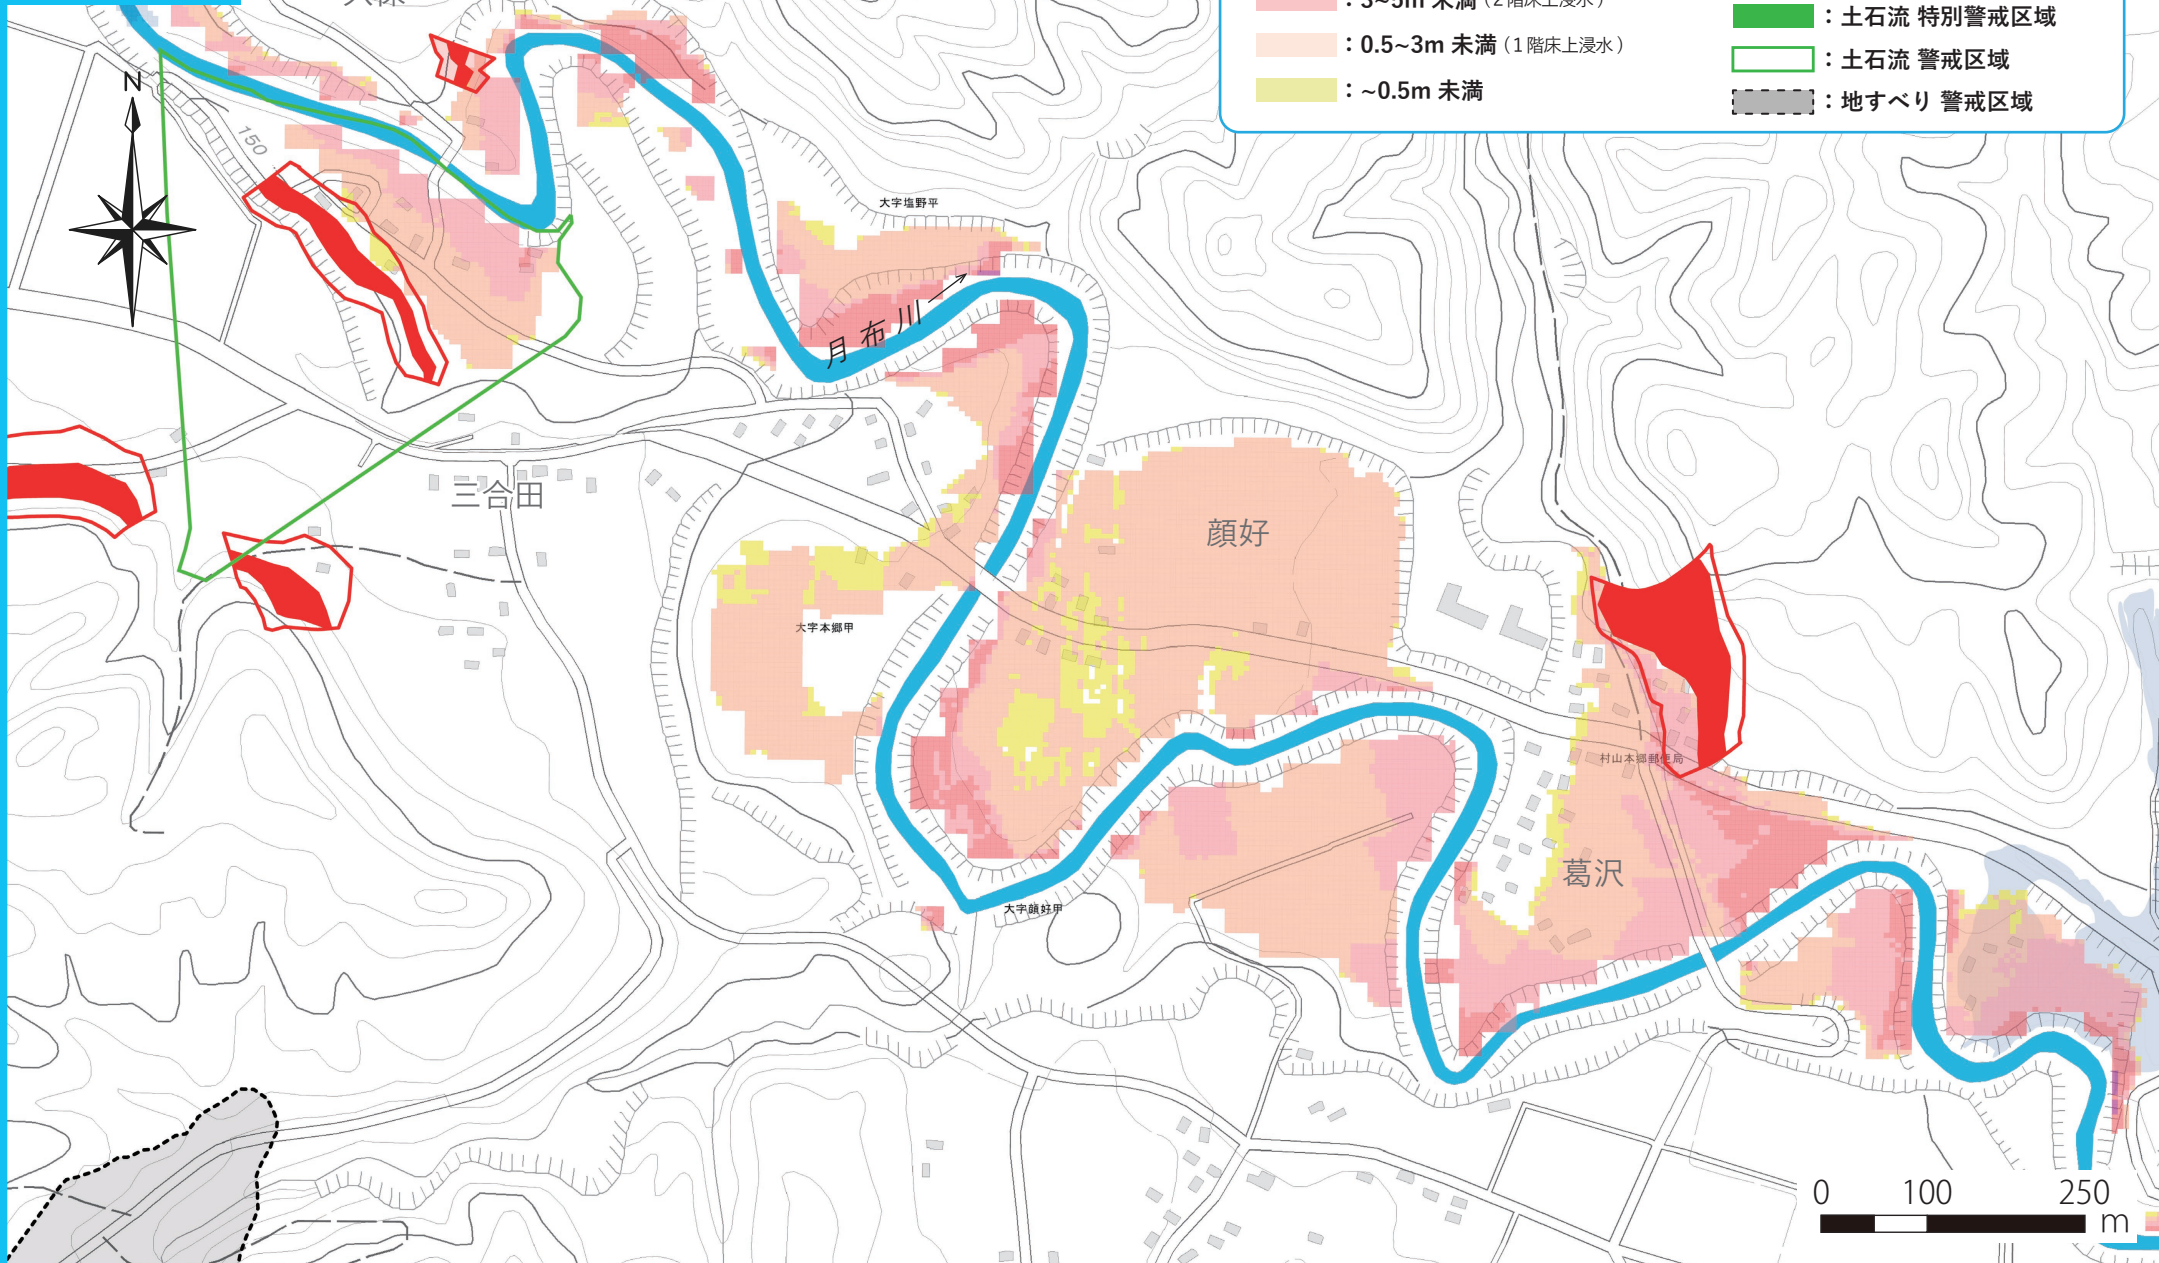 : 3~5m 未満（2階床上浸水）
: 0.5~3m 未満（1階床上浸水）
: ~0.5m 未満
: 土石流 特別警戒区域
: 土石流 警戒区域
: 地すべり 警戒区域
N
150
大字塩野平
月布川
三合田
顔好
大字本郷甲
村山本郷郵便局
葛沢
大字顔好甲
0 100 250
m